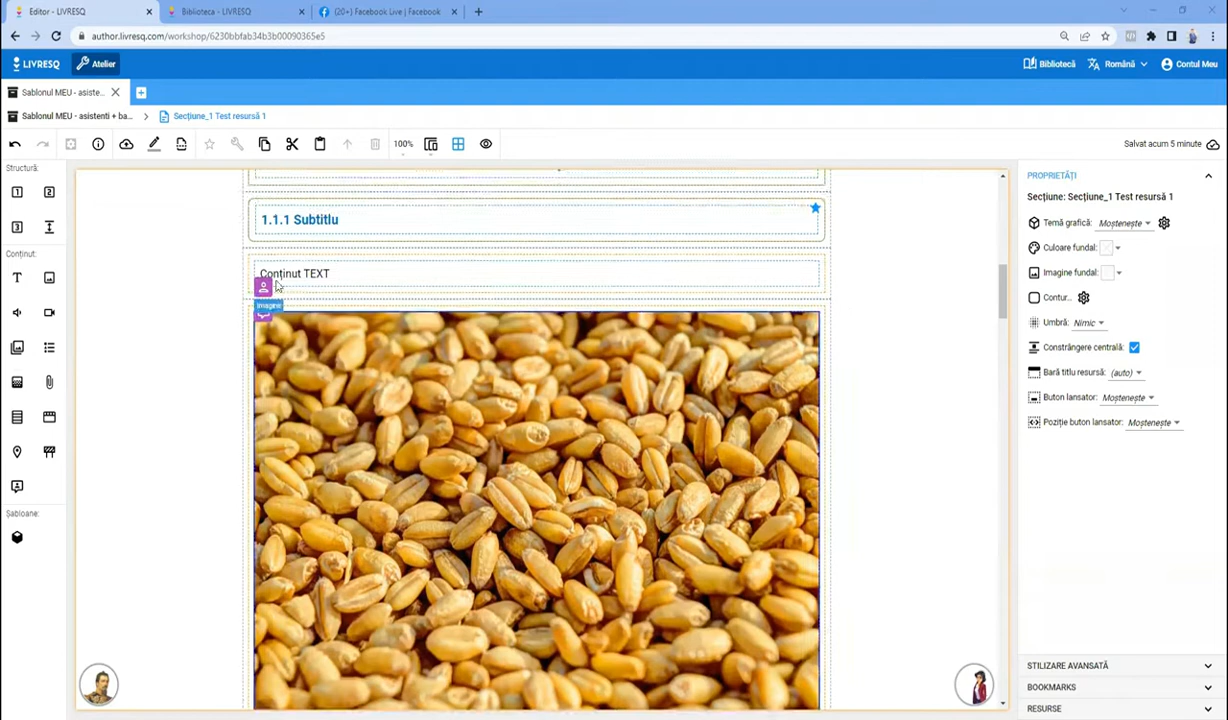 Editor - LIVRESQ
Biblioteca - LIVRESQ
(20+) Facebook Live | Facebook
author.livresq.com/workshop/6230bbfab34b3b00090365e5
LIVRESQ
Atelier
Bibliotecă
Română
Contul Meu
Sablonul MEU - asiste...
Sablonul MEU - asistenti + ba...
Secțiune_1 Test resursă 1
100%
Salvat acum 5 minute
Structură:
1
2
3
Conținut:
Șabloane:
1.1.1 Subtitlu
Conținut TEXT
Imagine
PROPRIETĂȚI
Secțiune: Secțiune_1 Test resursă 1
Temă grafică: Moștenește
Culoare fundal:
Imagine fundal:
Contur...
Umbră: Nimic
Constrângere centrală:
Bară titlu resursă: (auto)
Buton lansator: Moștenește
Poziție buton lansator: Moștenește
STILIZARE AVANSATĂ
BOOKMARKS
RESURSE